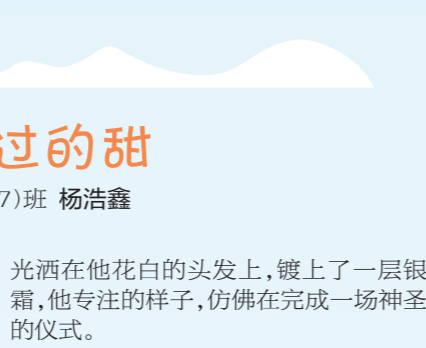 过的甜
7)班 杨浩鑫
光洒在他花白的头发上,镀上了一层银
霜,他专注的样子,仿佛在完成一场神圣
的仪式。